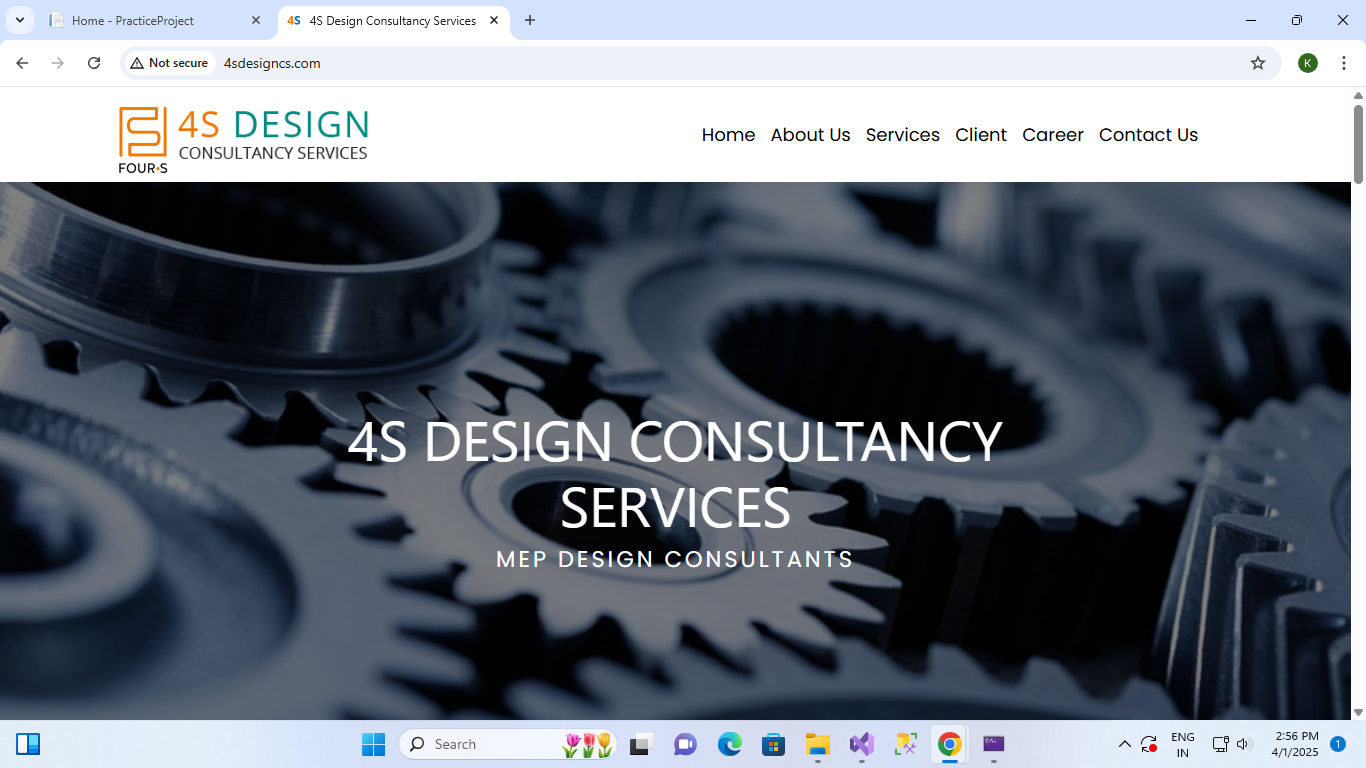 Home - PracticeProject
4S 4S Design Consultancy Services
Not secure 4sdesigncs.com
K
4S DESIGN
CONSULTANCY SERVICES
FOUR•S
Home About Us Services Client Career Contact Us
4S DESIGN CONSULTANCY
SERVICES
MEP DESIGN CONSULTANTS
Search
ENG
IN
2:56 PM
4/1/2025
1